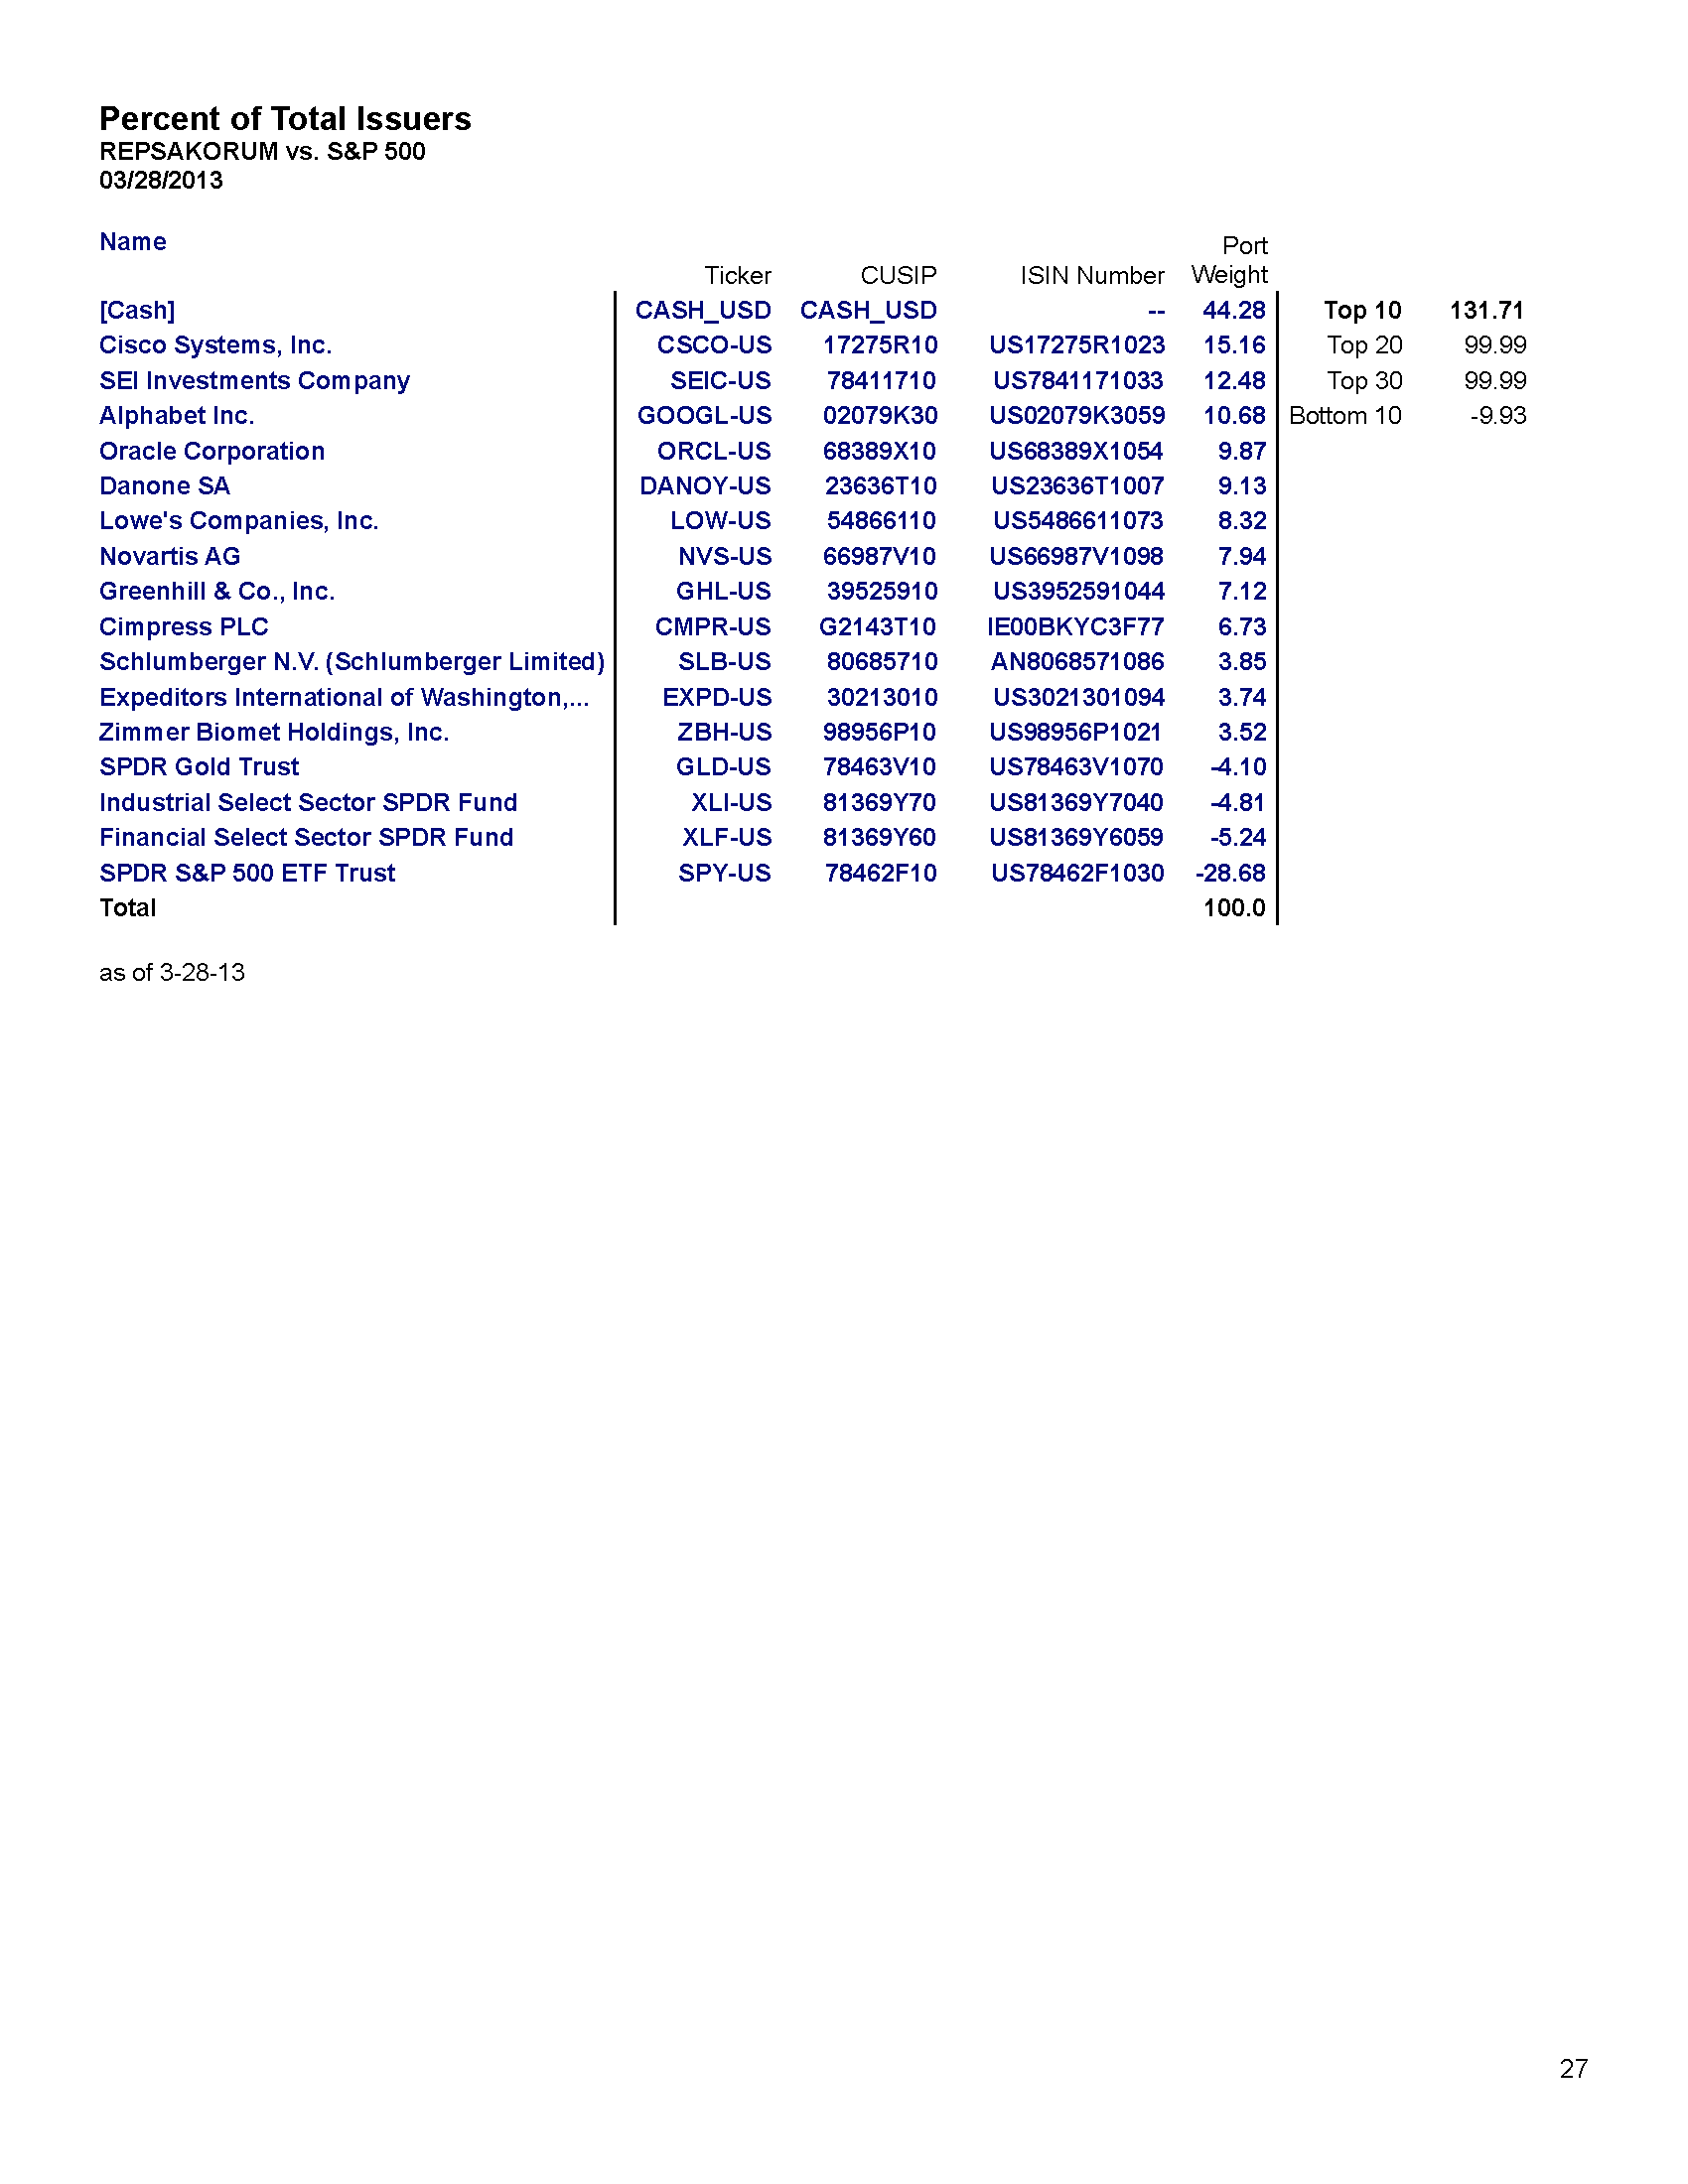 Percent of Total Issuers
REPSAKORUM vs. S&P 500
03/28/2013
Name Ticker CUSIP ISIN Number Port Weight
[Cash] CASH_USD CASH_USD -- 44.28 Top 10 131.71
Cisco Systems, Inc. CSCO-US 17275R10 US17275R1023 15.16 Top 20 99.99
SEI Investments Company SEIC-US 78411710 US7841171033 12.48 Top 30 99.99
Alphabet Inc. GOOGL-US 02079K30 US02079K3059 10.68 Bottom 10 -9.93
Oracle Corporation ORCL-US 68389X10 US68389X1054 9.87
Danone SA DANOY-US 23636T10 US23636T1007 9.13
Lowe's Companies, Inc. LOW-US 54866110 US5486611073 8.32
Novartis AG NVS-US 66987V10 US66987V1098 7.94
Greenhill & Co., Inc. GHL-US 39525910 US3952591044 7.12
Cimpress PLC CMPR-US G2143T10 IE00BKYC3F77 6.73
Schlumberger N.V. (Schlumberger Limited) SLB-US 80685710 AN8068571086 3.85
Expeditors International of Washington,... EXPD-US 30213010 US3021301094 3.74
Zimmer Biomet Holdings, Inc. ZBH-US 98956P10 US98956P1021 3.52
SPDR Gold Trust GLD-US 78463V10 US78463V1070 -4.10
Industrial Select Sector SPDR Fund XLI-US 81369Y70 US81369Y7040 -4.81
Financial Select Sector SPDR Fund XLF-US 81369Y60 US81369Y6059 -5.24
SPDR S&P 500 ETF Trust SPY-US 78462F10 US78462F1030 -28.68
Total 100.0
as of 3-28-13
27